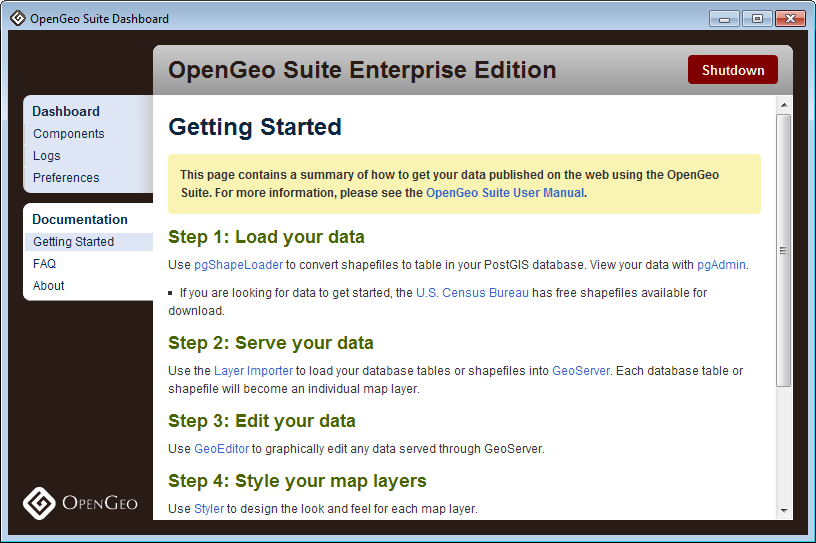 OpenGeo Suite Dashboard
OpenGeo Suite Enterprise Edition
Shutdown
Dashboard
Components
Logs
Preferences
Documentation
Getting Started
FAQ
About
Getting Started
This page contains a summary of how to get your data published on the web using the OpenGeo
Suite. For more information, please see the OpenGeo Suite User Manual.
Step 1: Load your data
Use pgShapeLoader to convert shapefiles to table in your PostGIS database. View your data with pgAdmin.
▪ If you are looking for data to get started, the U.S. Census Bureau has free shapefiles available for
download.
Step 2: Serve your data
Use the Layer Importer to load your database tables or shapefiles into GeoServer. Each database table or
shapefile will become an individual map layer.
Step 3: Edit your data
Use GeoEditor to graphically edit any data served through GeoServer.
Step 4: Style your map layers
Use Styler to design the look and feel for each map layer.
OpenGeo